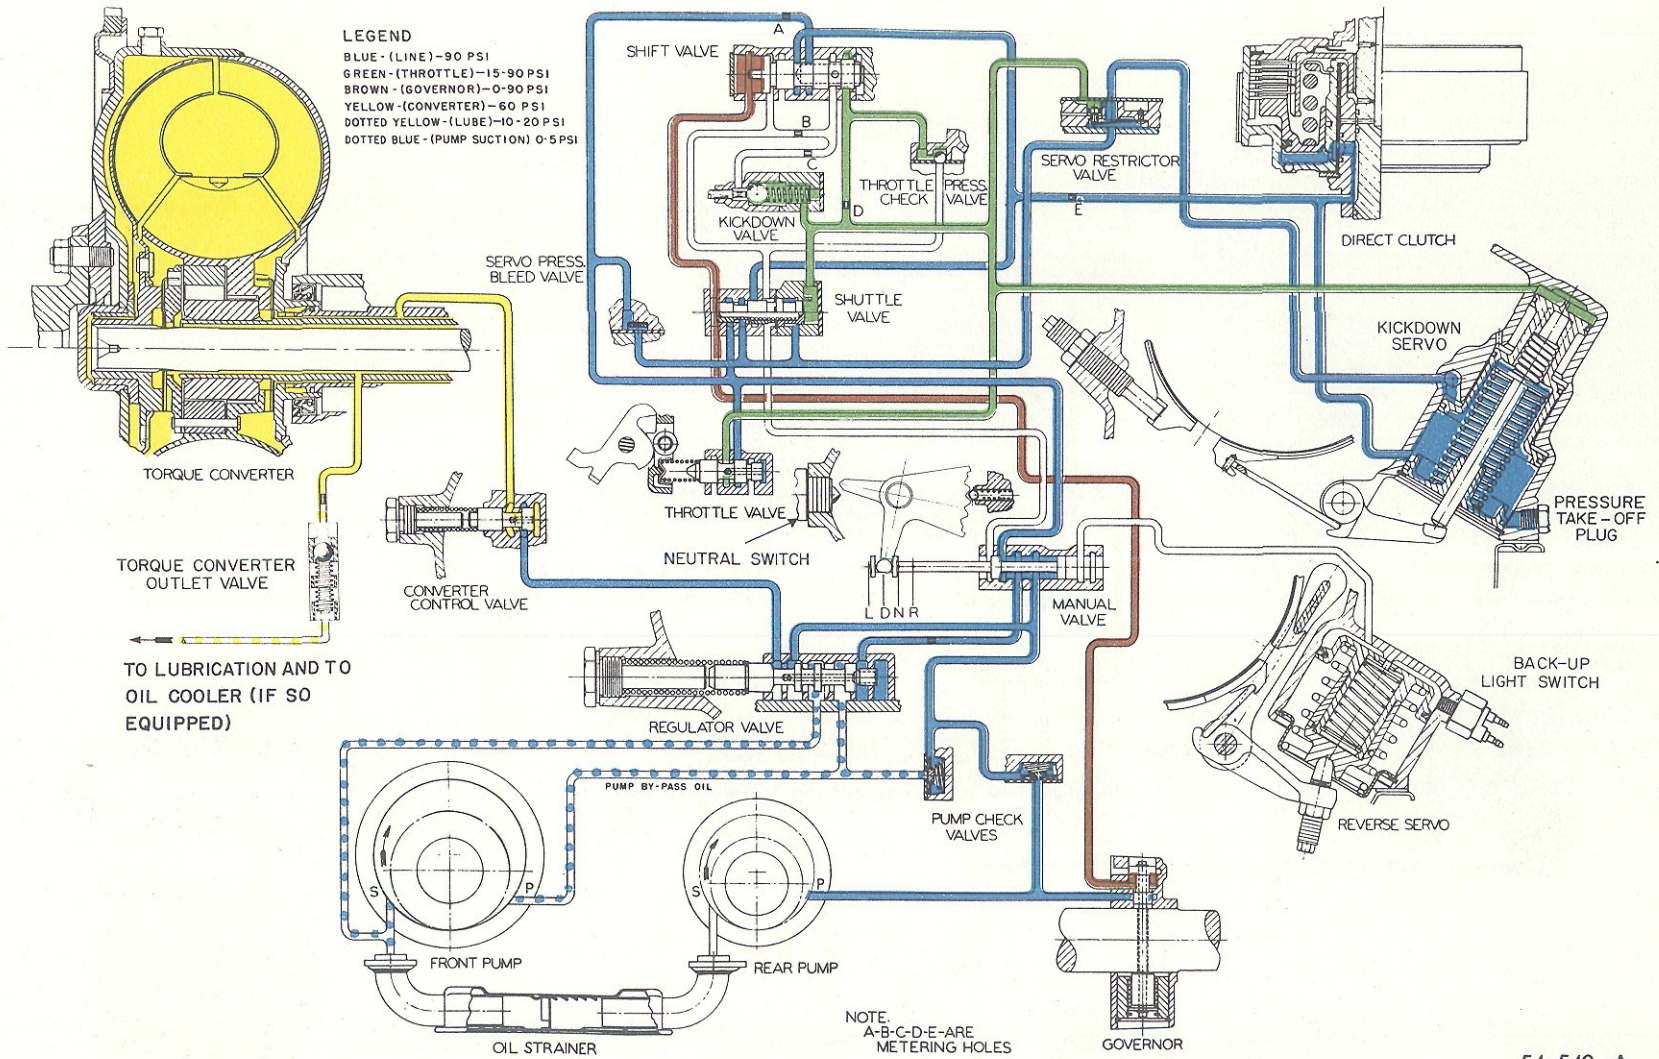 LEGEND
BLUE-(LINE)-90 PSI
GREEN-(THROTTLE)-15-90 PSI
BROWN-(GOVERNOR)-0-90 PSI
YELLOW-(CONVERTER)-60 PSI
DOTTED YELLOW-(LUBE)-10-20 PSI
DOTTED BLUE-(PUMP SUCTION) 0-5 PSI
SHIFT VALVE
A
B
C
D
E
KICKDOWN
VALVE
THROTTLE PRESS.
CHECK VALVE
SERVO RESTRICTOR
VALVE
DIRECT CLUTCH
SERVO PRESS.
BLEED VALVE
SHUTTLE
VALVE
KICKDOWN
SERVO
PRESSURE
TAKE-OFF
PLUG
TORQUE CONVERTER
THROTTLE VALVE
NEUTRAL SWITCH
TORQUE CONVERTER
OUTLET VALVE
CONVERTER
CONTROL VALVE
L D N R
MANUAL
VALVE
TO LUBRICATION AND TO
OIL COOLER (IF SO
EQUIPPED)
REGULATOR VALVE
BACK-UP
LIGHT SWITCH
PUMP BY-PASS OIL
PUMP CHECK
VALVES
REVERSE SERVO
S
P
S
P
FRONT PUMP
REAR PUMP
OIL STRAINER
NOTE.
A-B-C-D-E-ARE
METERING HOLES
GOVERNOR